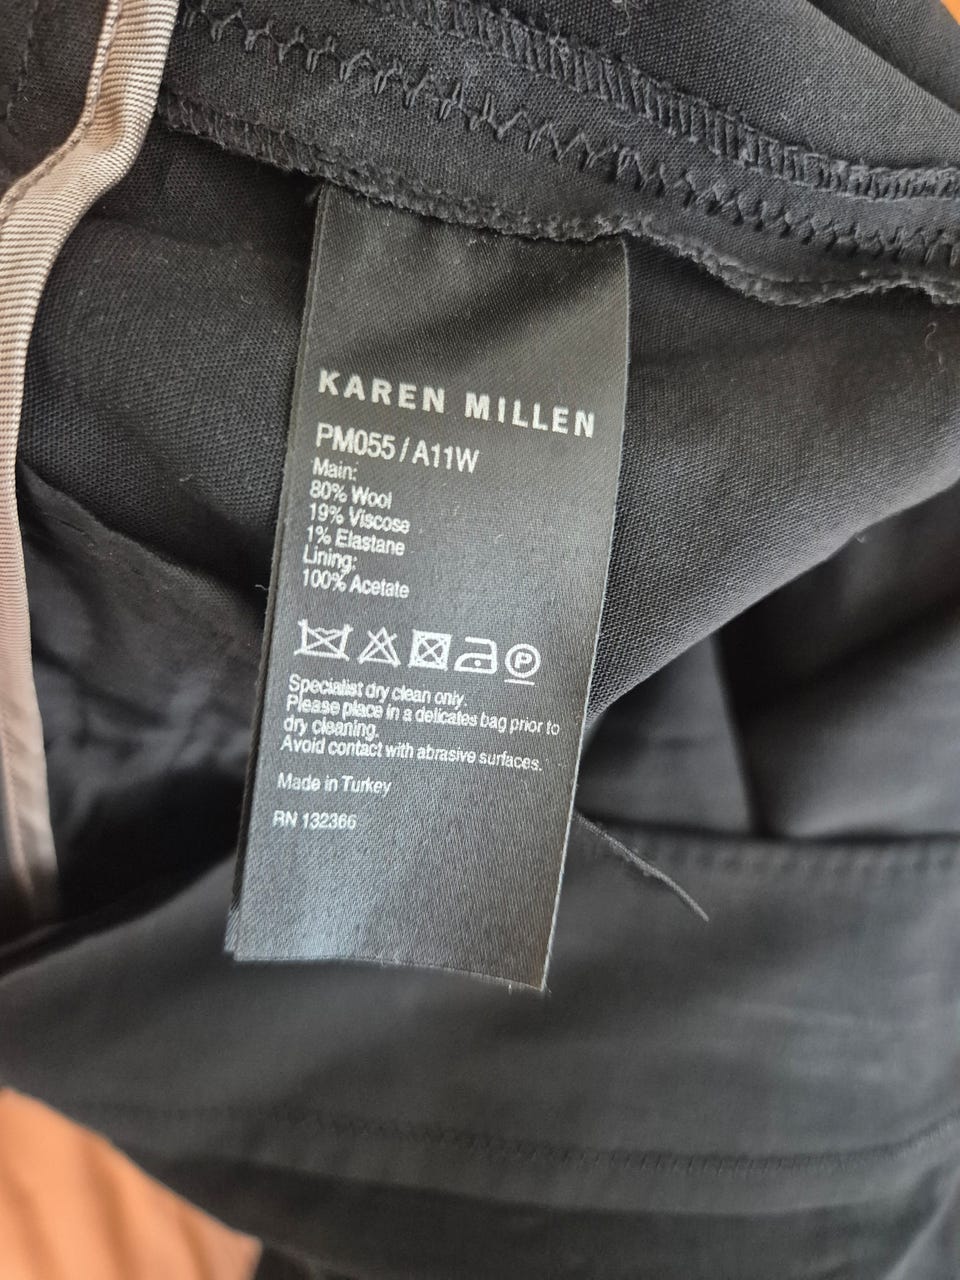 KAREN MILLEN
PM055 / A11W
Main:
80% Wool
19% Viscose
1% Elastane
Lining:
100% Acetate
P
Specialist dry clean only.
Please place in a delicates bag prior to
dry cleaning.
Avoid contact with abrasive surfaces.
Made in Turkey
RN 132366